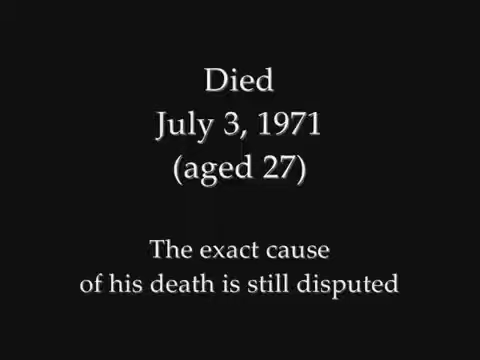 Died
July 3, 1971
(aged 27)
The exact cause
of his death is still disputed